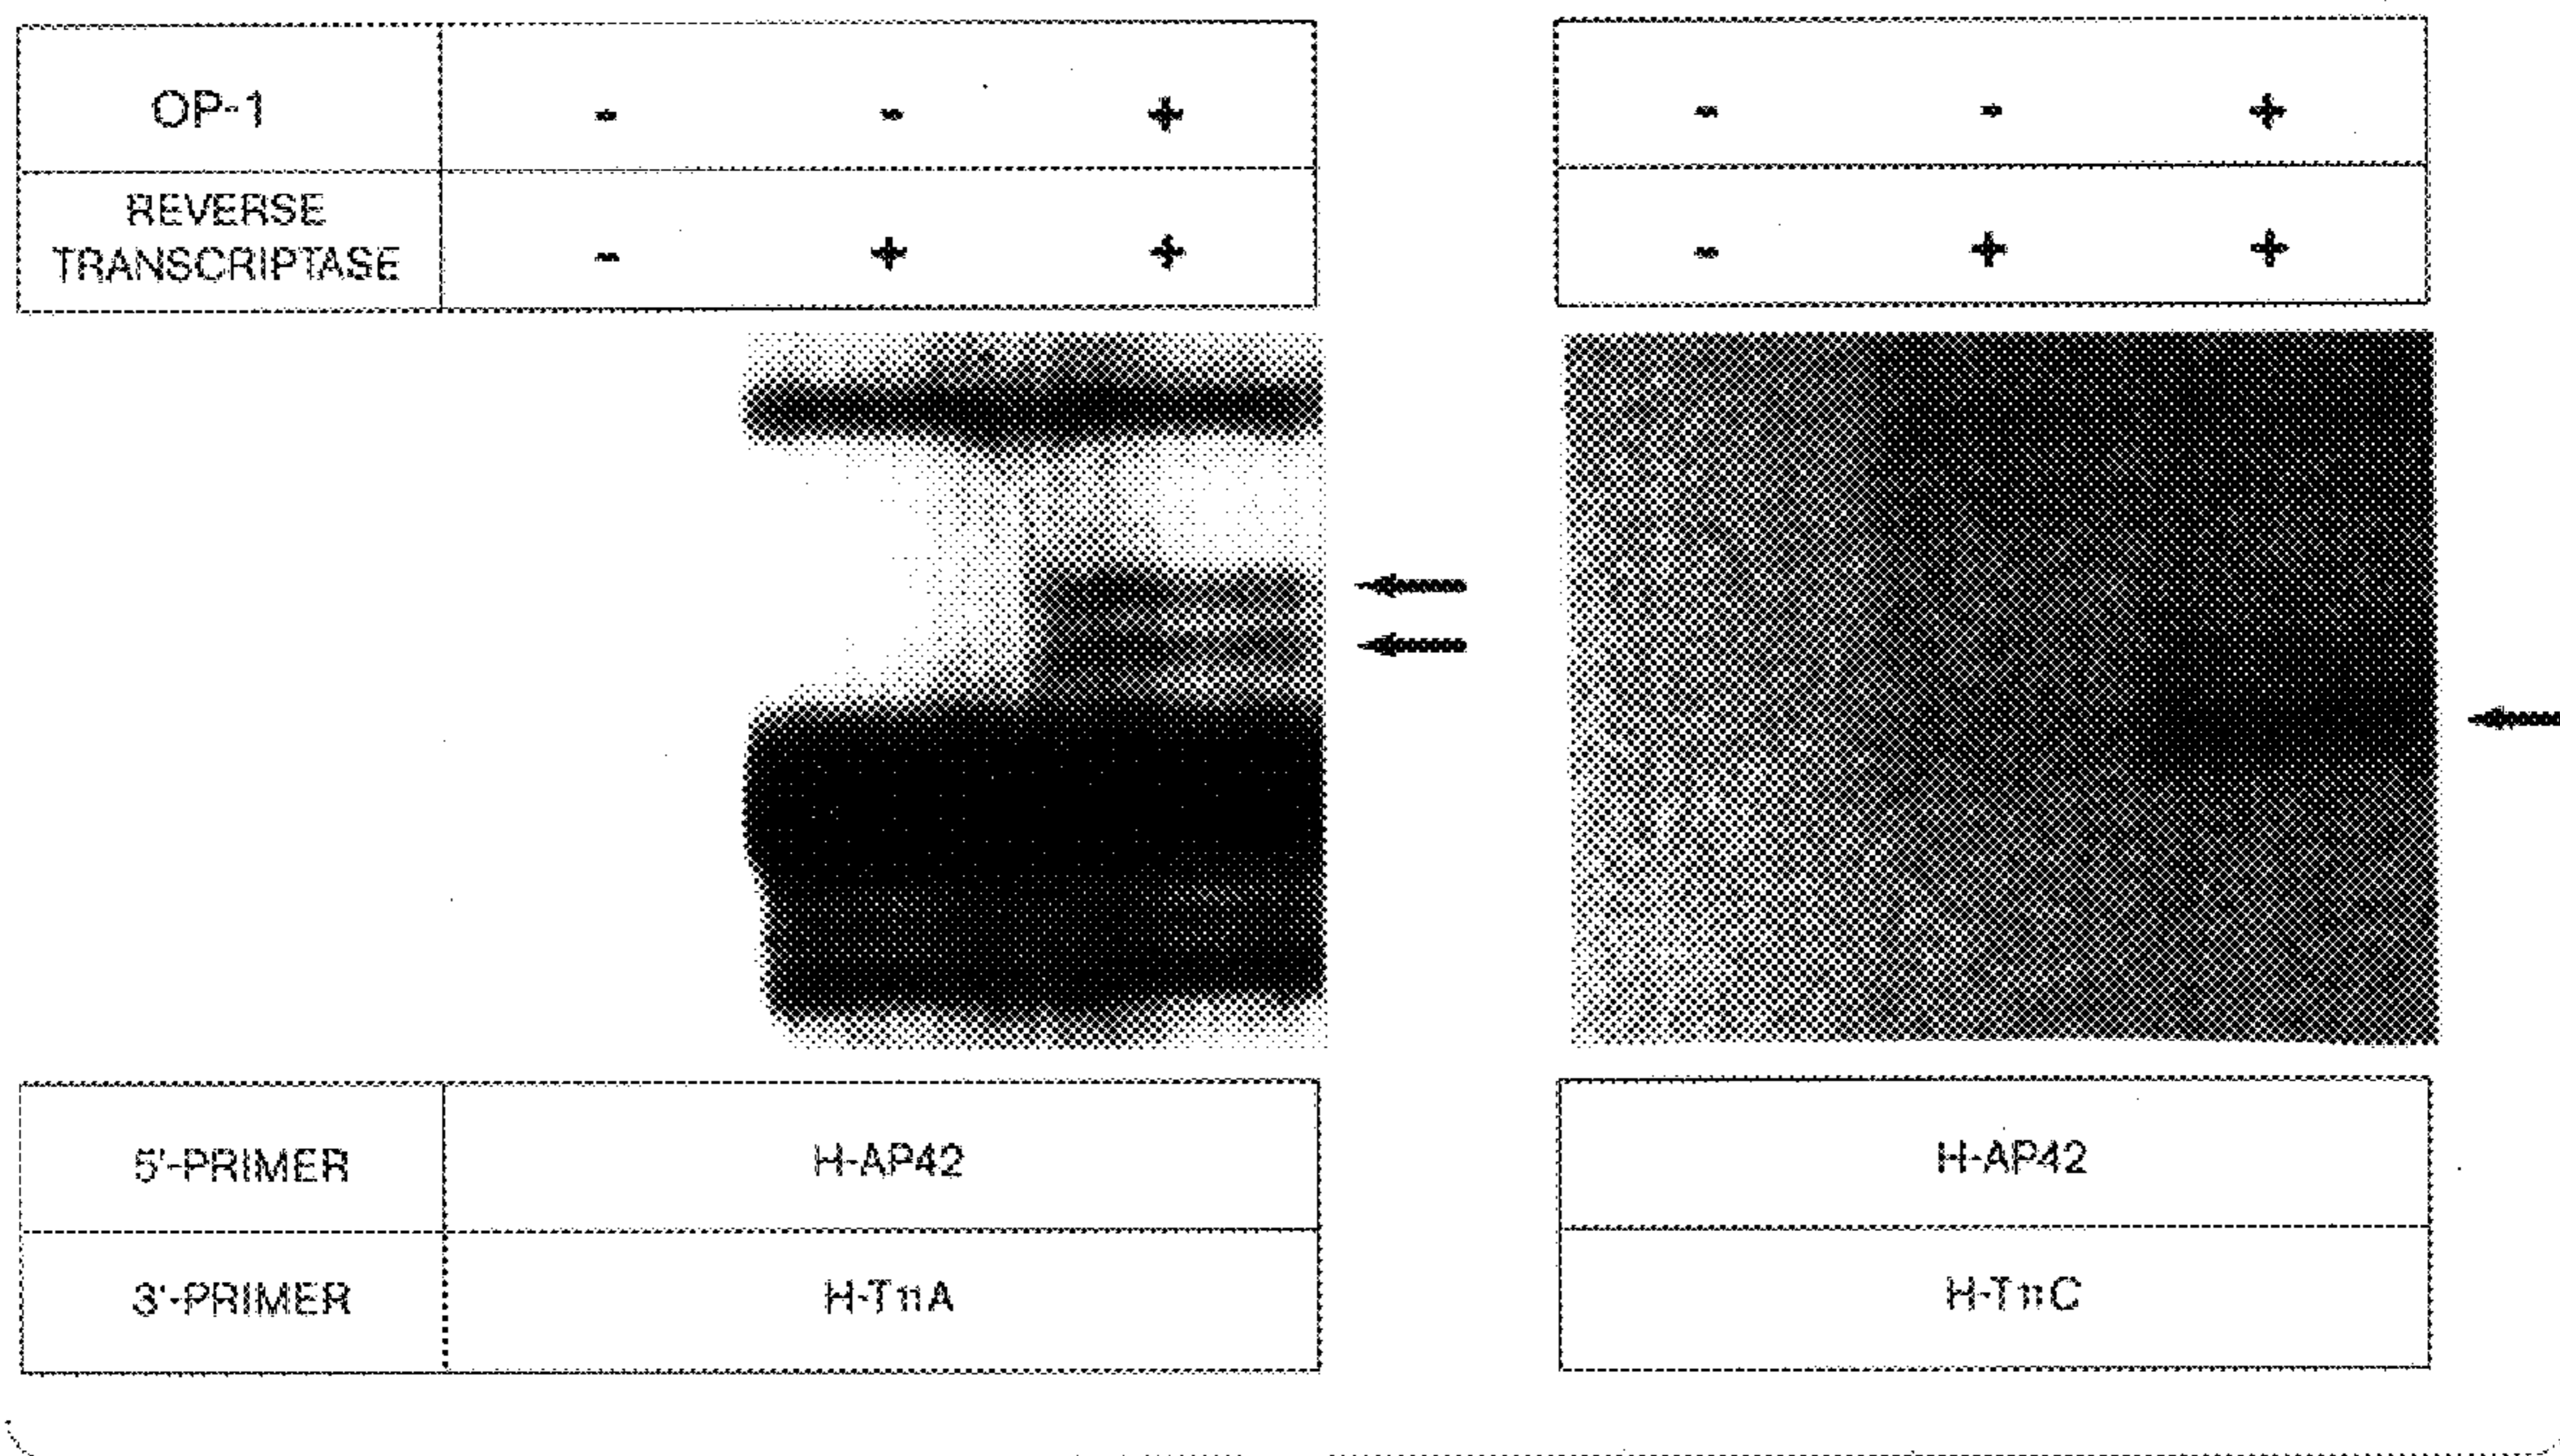 OP-1 - - + - - +
REVERSE
TRANSCRIPTASE - + + - + +
5'-PRIMER H-AP42 H-AP42
3'-PRIMER H-T11A H-T11C